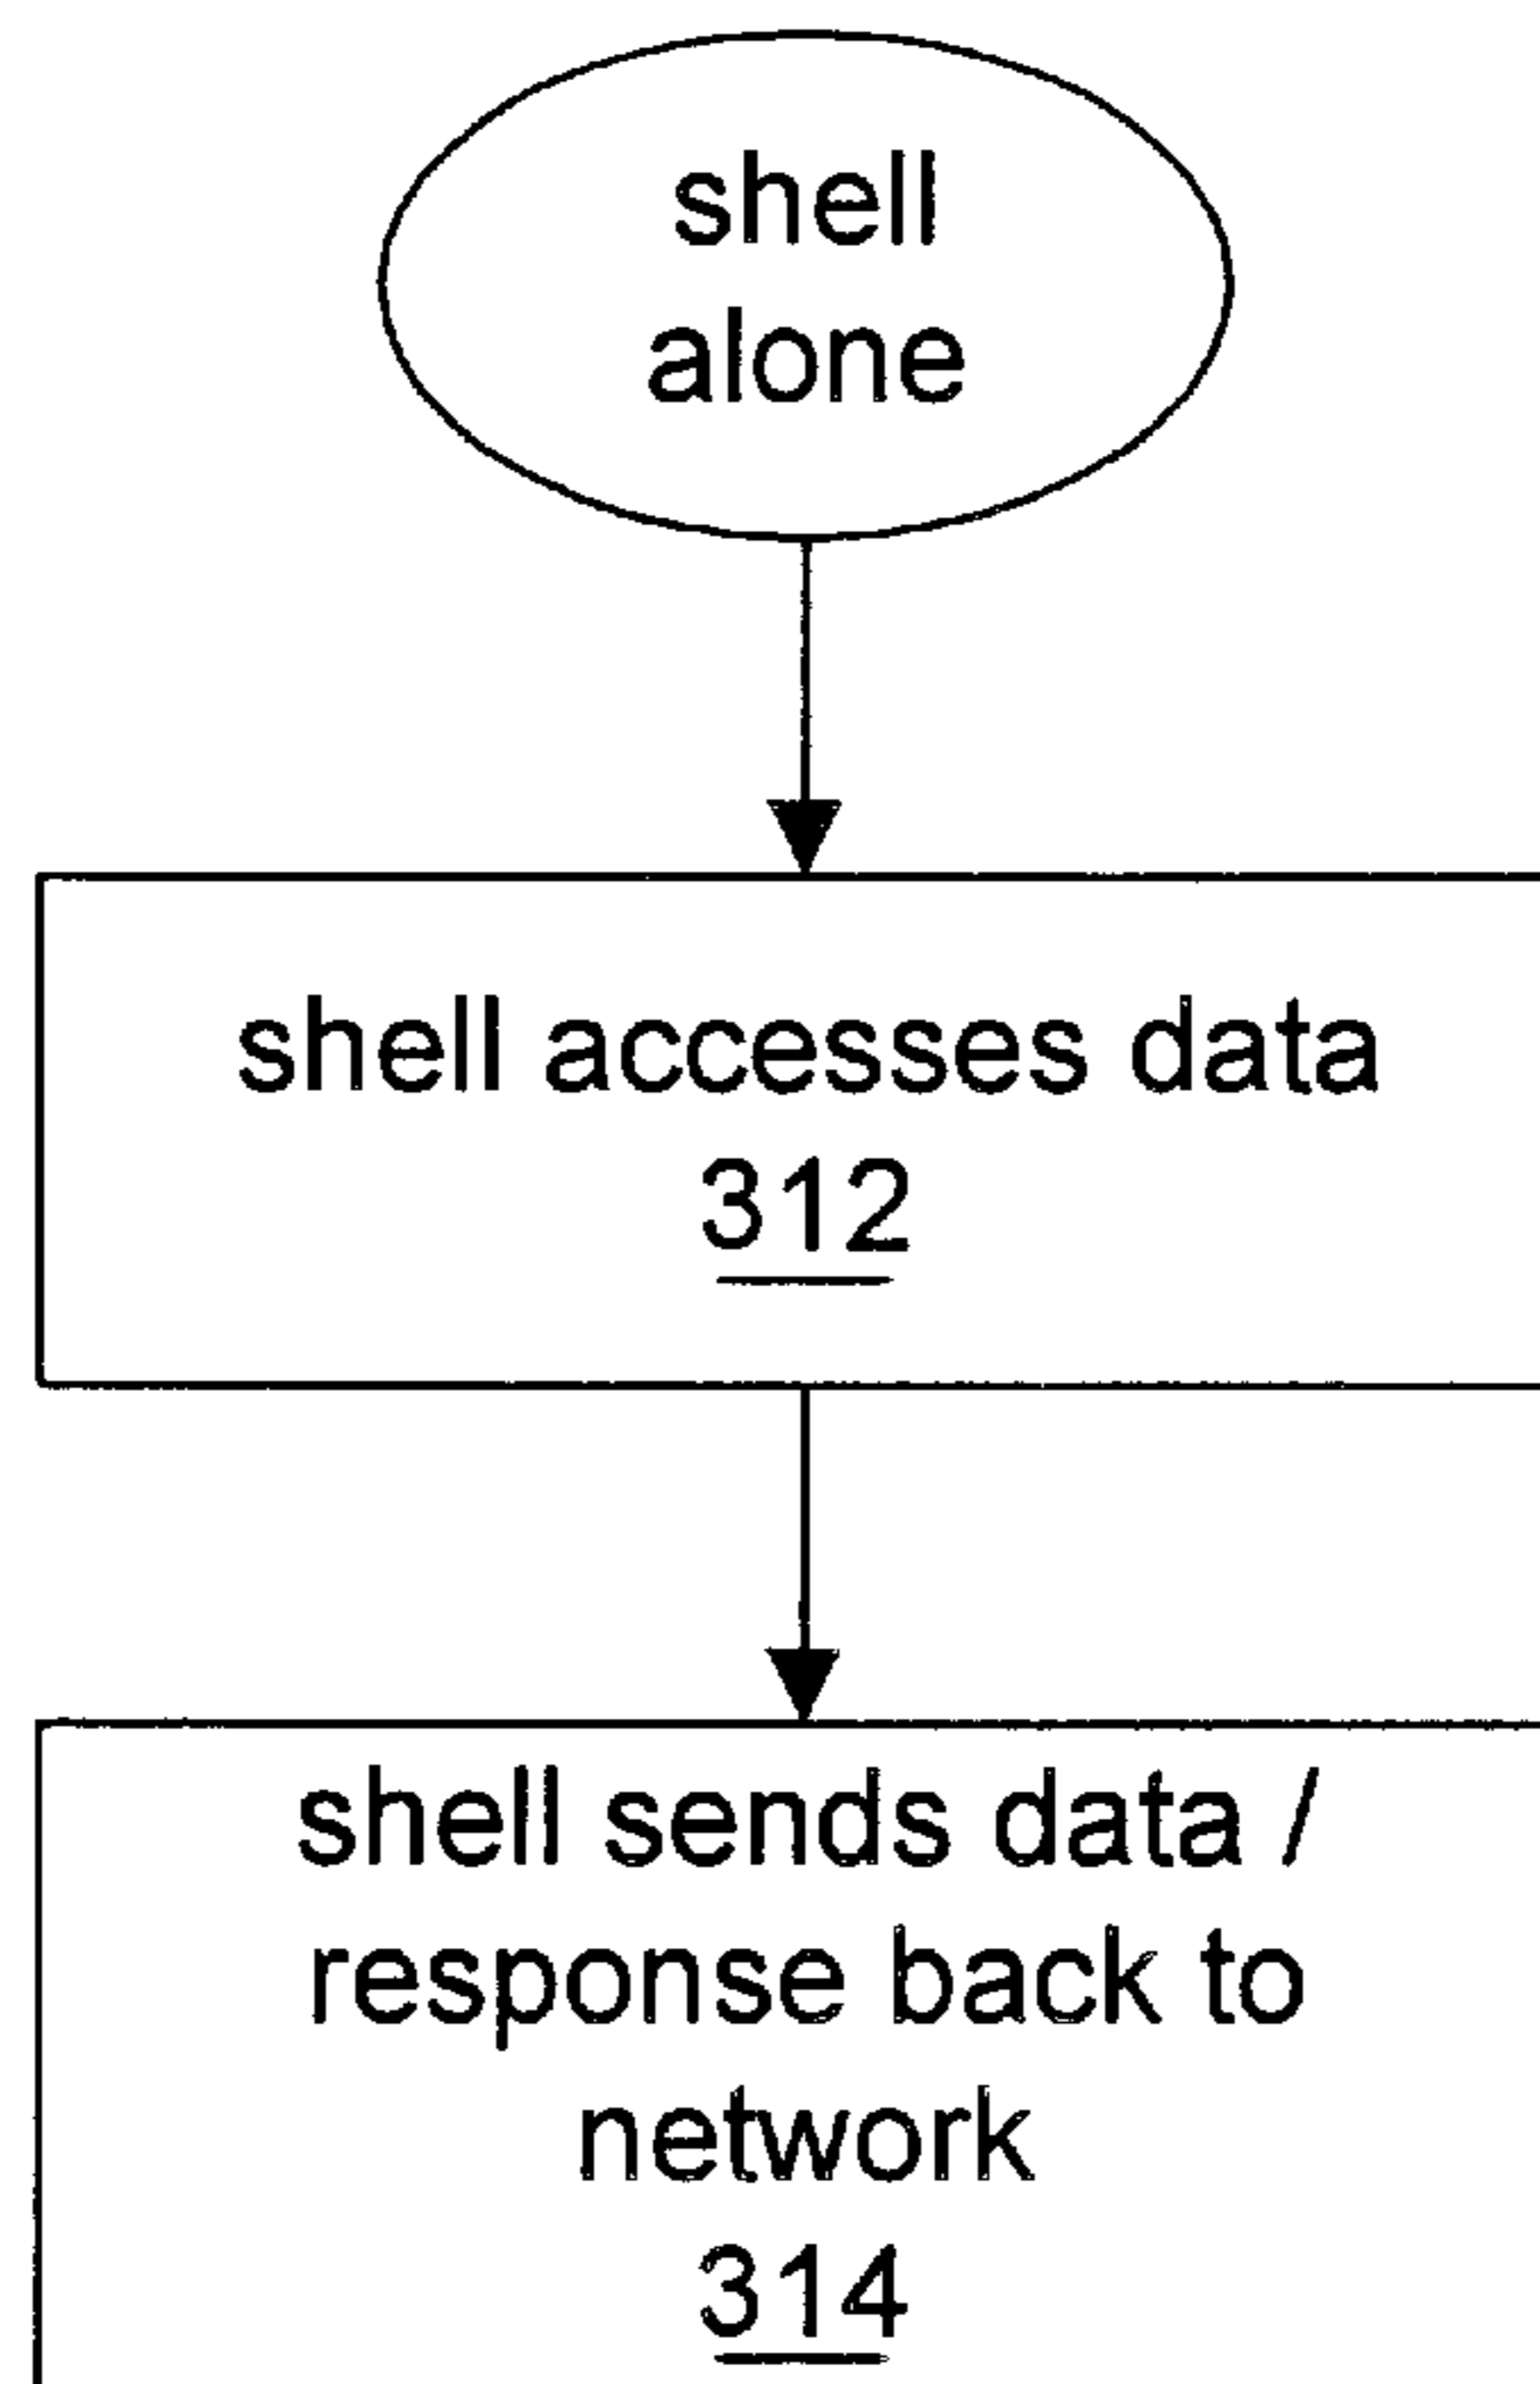 shell
alone
shell accesses data
312
shell sends data /
response back to
network
314